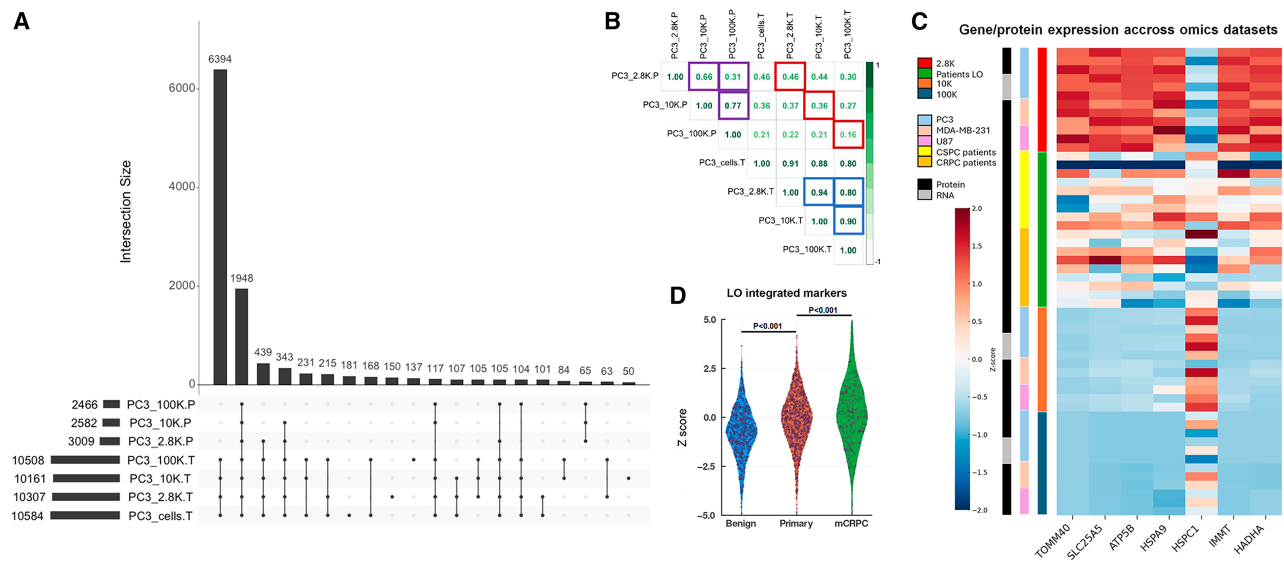 A
6394
6000
Intersection Size
4000
1948
2000
439
343
231
215
181
168
150
137
117
107
105
105
104
101
84
65
63
50
0
2466 PC3_100K.P
2582 PC3_10K.P
3009 PC3_2.8K.P
10508 PC3_100K.T
10161 PC3_10K.T
10307 PC3_2.8K.T
10584 PC3_cells.T
B
PC3_2.8K.P
PC3_10K.P
PC3_100K.P
PC3_cells.T
PC3_2.8K.T
PC3_10K.T
PC3_100K.T
PC3_2.8K.P 1.00 0.66 0.31 0.46 0.46 0.44 0.30
PC3_10K.P 1.00 0.77 0.36 0.37 0.36 0.27
PC3_100K.P 1.00 0.21 0.22 0.21 0.16
PC3_cells.T 1.00 0.91 0.88 0.80
PC3_2.8K.T 1.00 0.94 0.80
PC3_10K.T 1.00 0.90
PC3_100K.T 1.00
1
-1
C
Gene/protein expression accross omics datasets
2.8K
Patients LO
10K
100K
PC3
MDA-MB-231
U87
CSPC patients
CRPC patients
Protein
RNA
2.0
1.5
1.0
0.5
0.0
−0.5
−1.0
−1.5
−2.0
Z-score
TOMM40
SLC25A5
ATP5B
HSPA9
HSPC1
IMMT
HADHA
D
LO integrated markers
P<0.001
P<0.001
5.0
2.5
0.0
−2.5
−5.0
Z score
Benign
Primary
mCRPC